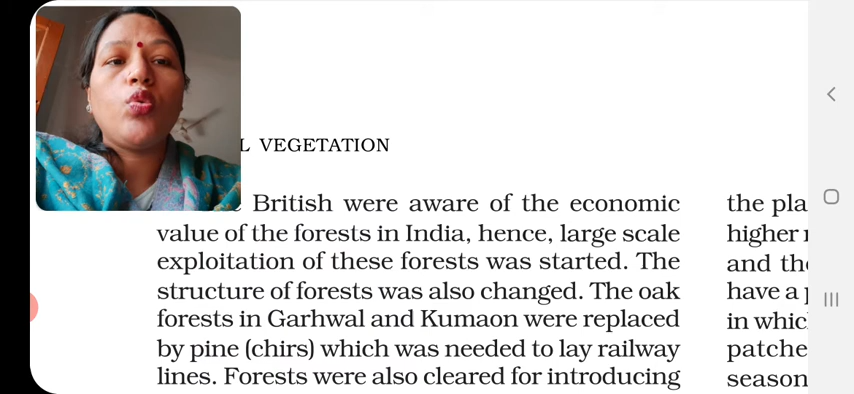 L VEGETATION
British were aware of the economic
value of the forests in India, hence, large scale
exploitation of these forests was started. The
structure of forests was also changed. The oak
forests in Garhwal and Kumaon were replaced
by pine (chirs) which was needed to lay railway
lines. Forests were also cleared for introducing
the pla
higher
and
have a
in
patche
season